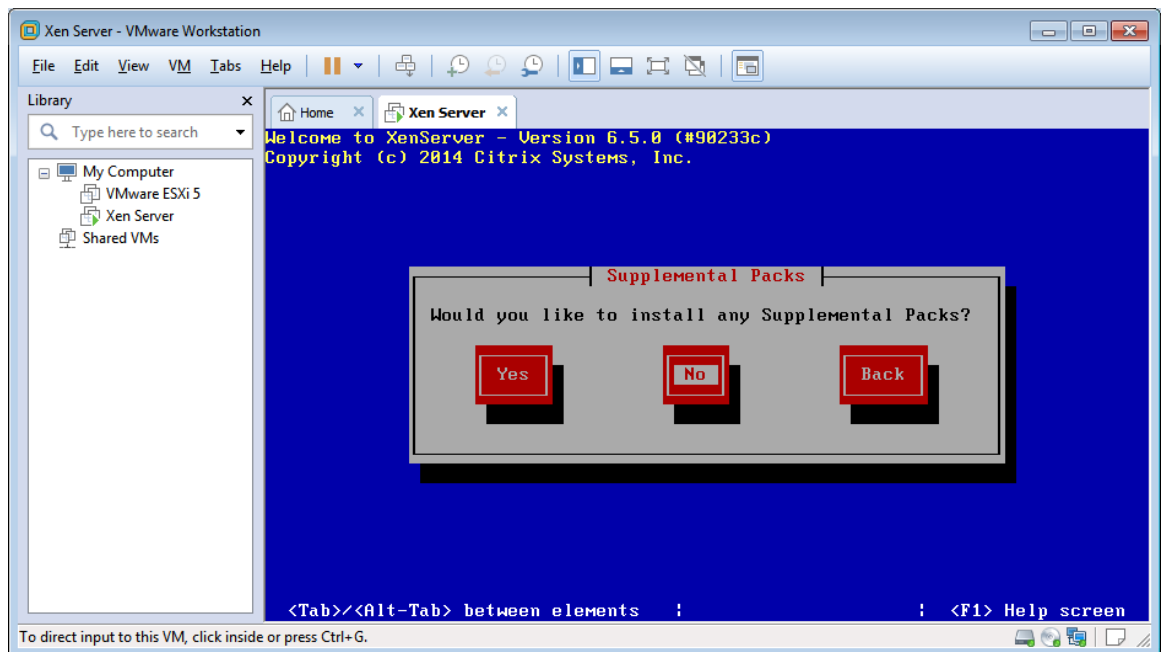 Xen Server - VMware Workstation
File Edit View VM Tabs Help
Library
Type here to search
My Computer
VMware ESXi 5
Xen Server
Shared VMs
Home Xen Server
Welcome to XenServer - Version 6.5.0 (#90233c)
Copyright (c) 2014 Citrix Systems, Inc.
Supplemental Packs
Would you like to install any Supplemental Packs?
Yes No Back
<Tab>/<Alt-Tab> between elements ¦ ¦ <F1> Help screen
To direct input to this VM, click inside or press Ctrl+G.